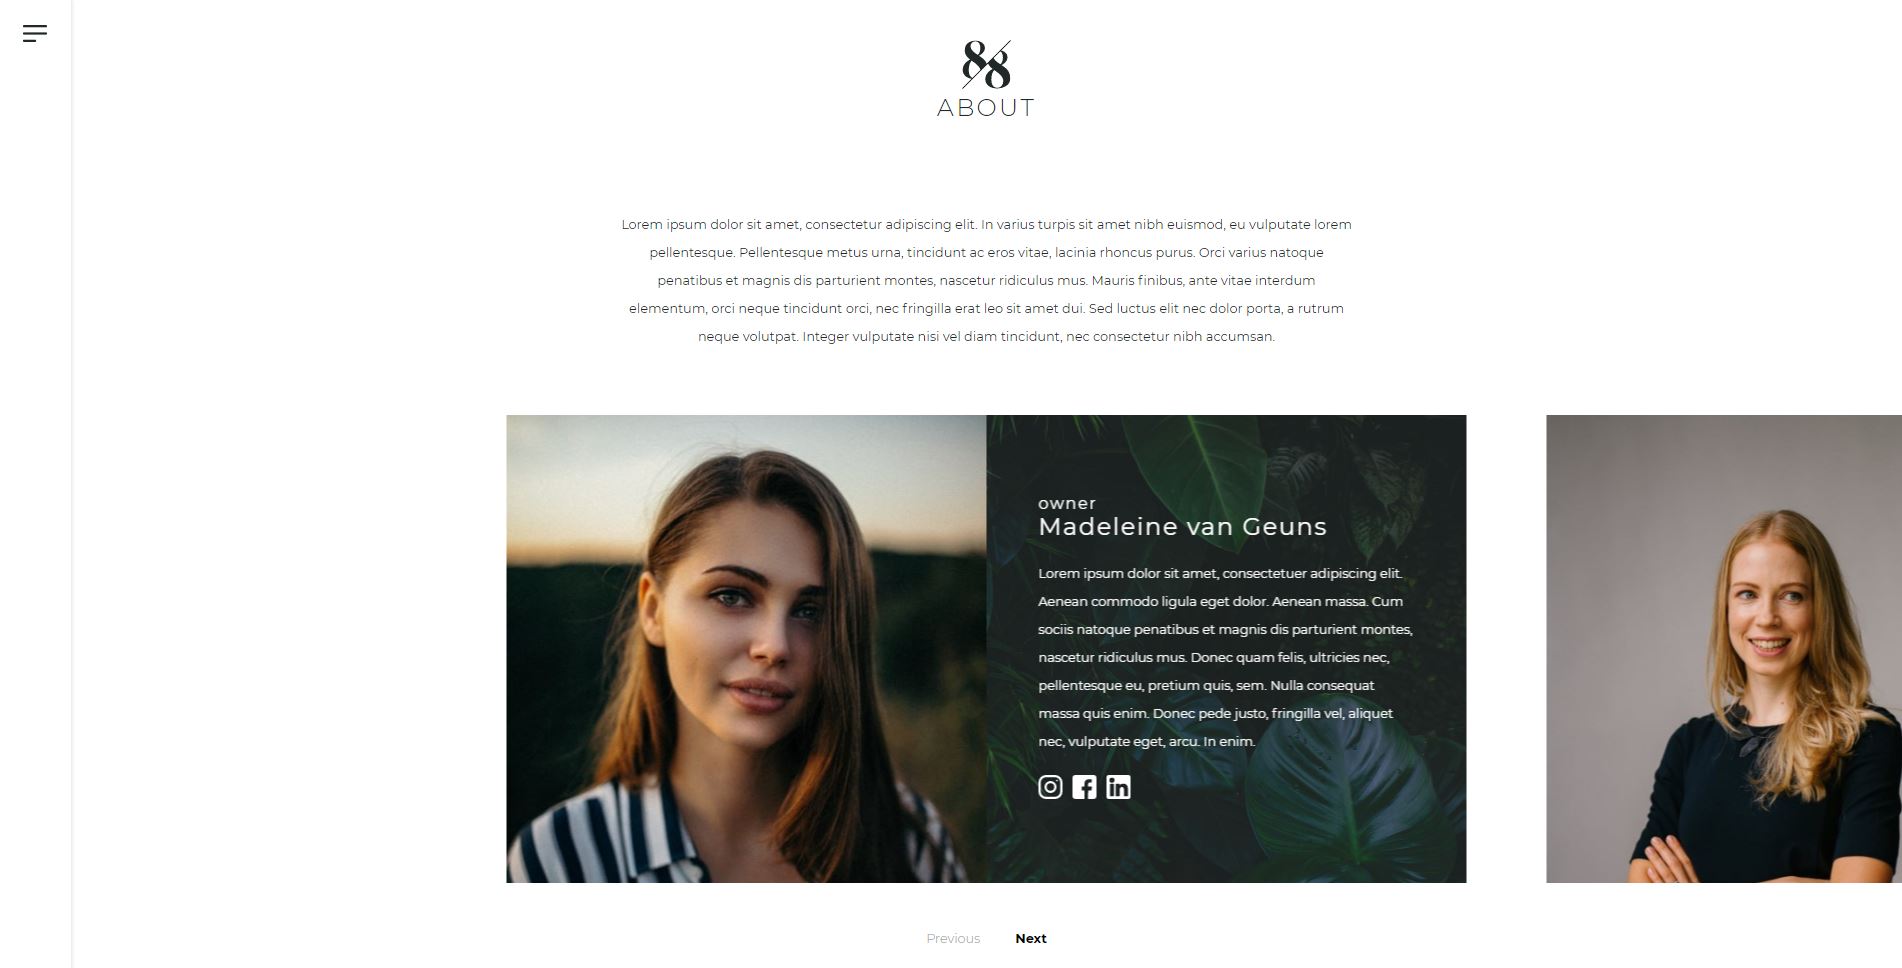 88
ABOUT
Lorem ipsum dolor sit amet, consectetur adipiscing elit. In varius turpis sit amet nibh euismod, eu vulputate lorem
pellentesque. Pellentesque metus urna, tincidunt ac eros vitae, lacinia rhoncus purus. Orci varius natoque
penatibus et magnis dis parturient montes, nascetur ridiculus mus. Mauris finibus, ante vitae interdum
elementum, orci neque tincidunt orci, nec fringilla erat leo sit amet dui. Sed luctus elit nec dolor porta, a rutrum
neque volutpat. Integer vulputate nisi vel diam tincidunt, nec consectetur nibh accumsan.
owner
Madeleine van Geuns
Lorem ipsum dolor sit amet, consectetuer adipiscing elit.
Aenean commodo ligula eget dolor. Aenean massa. Cum
sociis natoque penatibus et magnis dis parturient montes,
nascetur ridiculus mus. Donec quam felis, ultricies nec,
pellentesque eu, pretium quis, sem. Nulla consequat
massa quis enim. Donec pede justo, fringilla vel, aliquet
nec, vulputate eget, arcu. In enim.
Previous Next